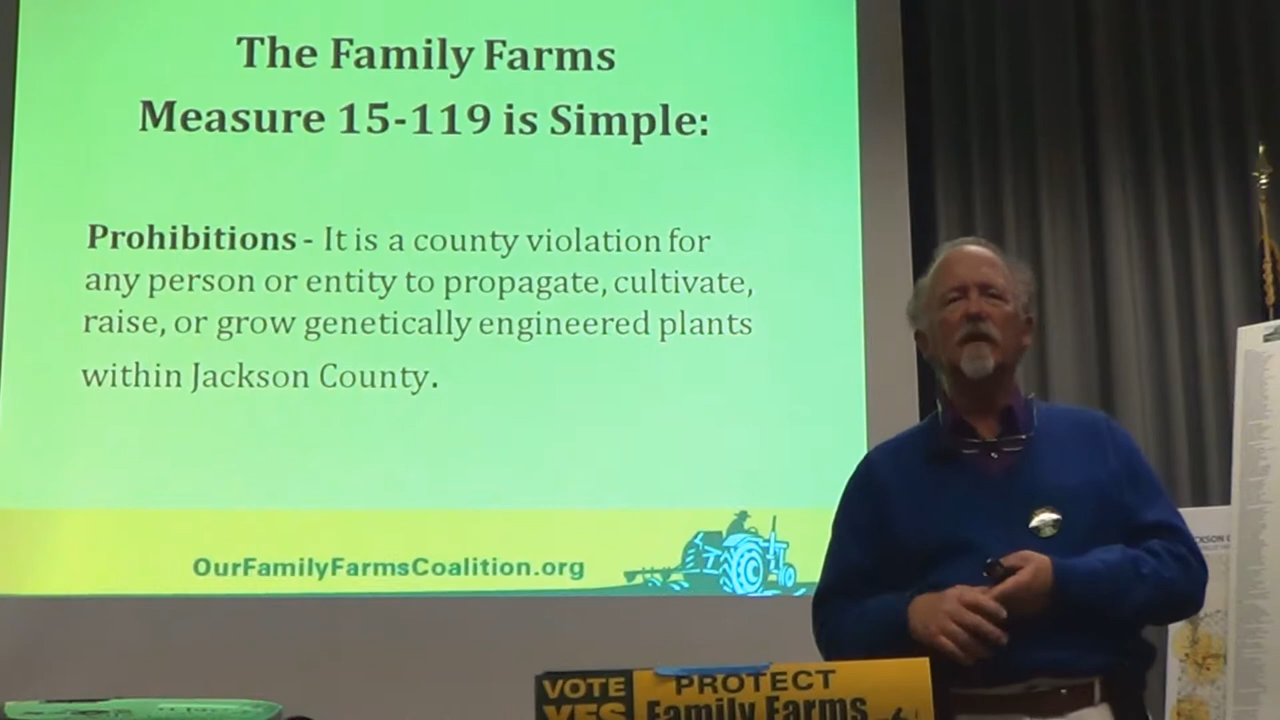 The Family Farms
Measure 15-119 is Simple:
Prohibitions - It is a county violation for
any person or entity to propagate, cultivate,
raise, or grow genetically engineered plants
within Jackson County.
OurFamilyFarmsCoalition.org
VOTE
YES
PROTECT
Family Farms